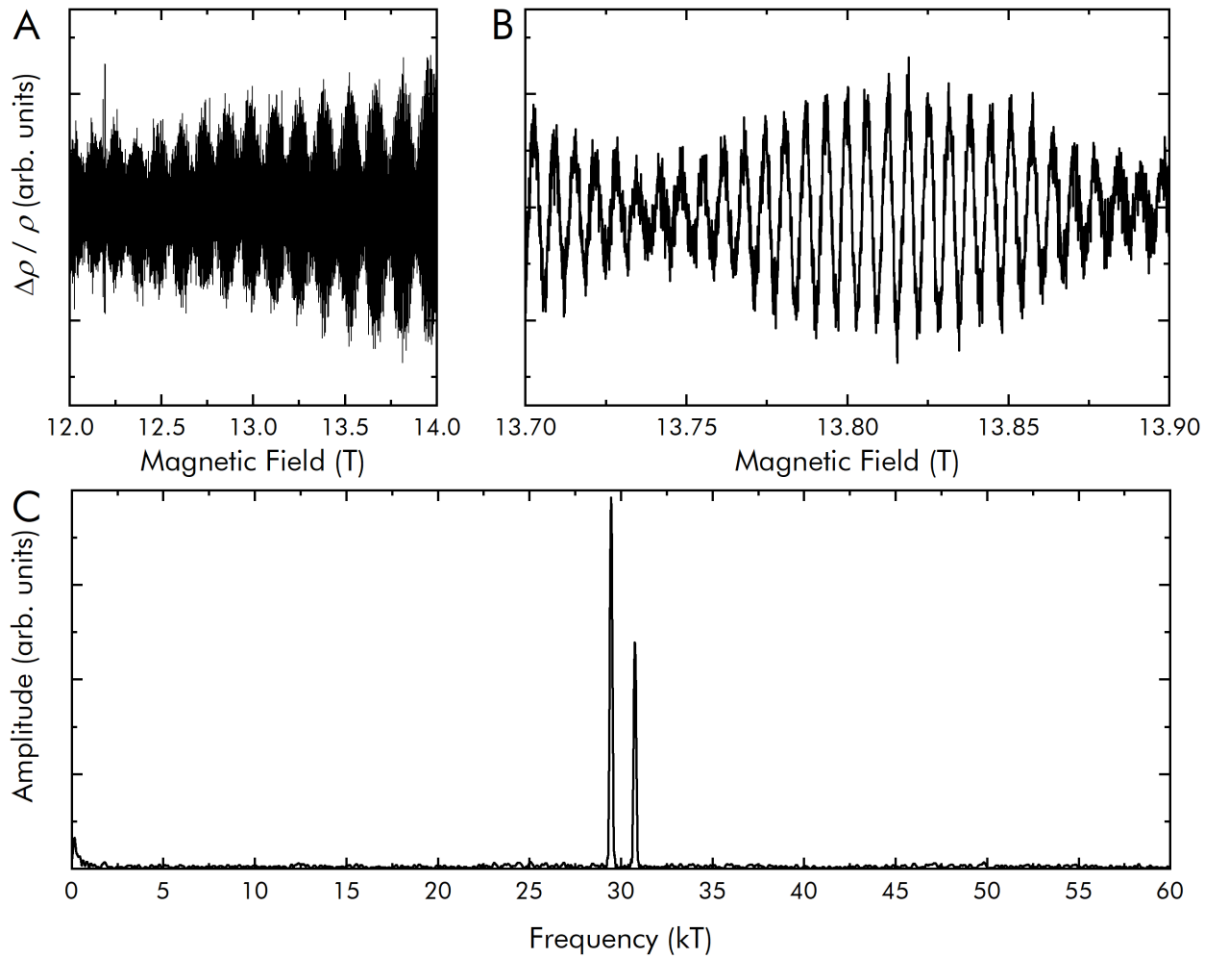 A
B
Δρ / ρ (arb. units)
12.0 12.5 13.0 13.5 14.0
Magnetic Field (T)
13.70 13.75 13.80 13.85 13.90
Magnetic Field (T)
C
Amplitude (arb. units)
0 5 10 15 20 25 30 35 40 45 50 55 60
Frequency (kT)